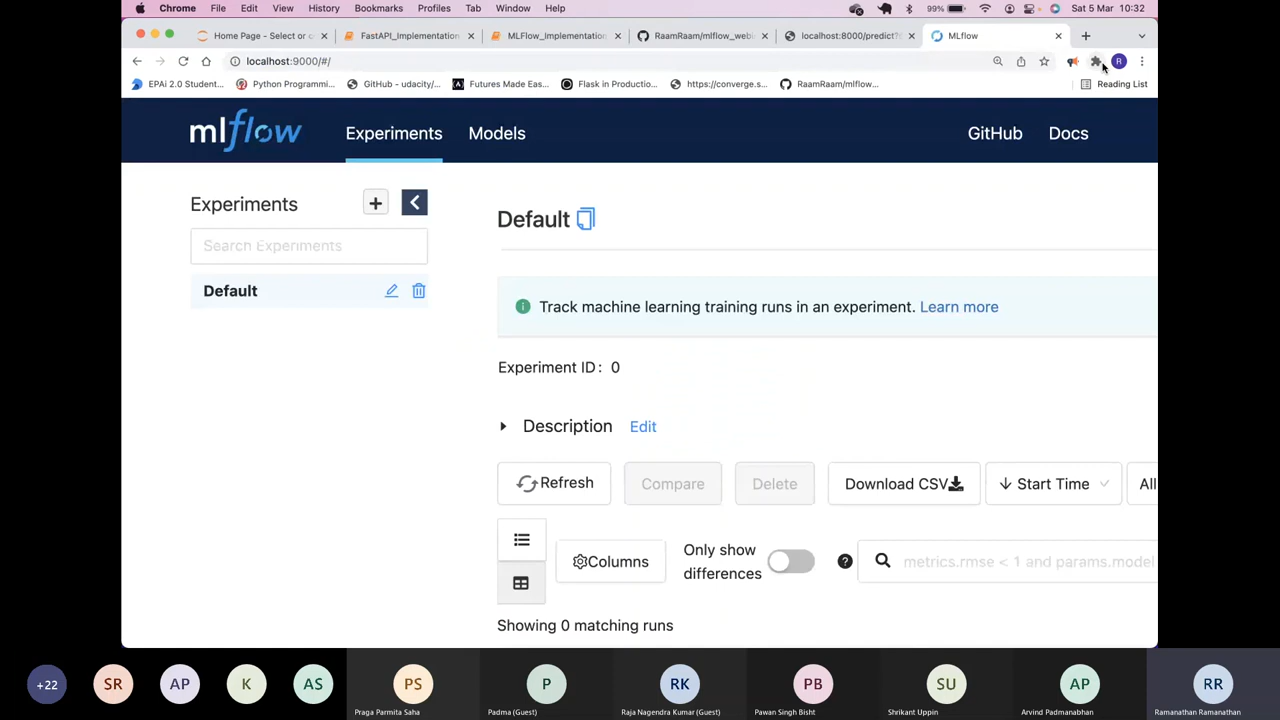 Chrome File Edit View History Bookmarks Profiles Tab Window Help 99% Sat 5 Mar 10:32
Home Page - Select or c FastAPI_Implementation MLFlow_Implementation RaamRaam/mlflow_webi localhost:8000/predict? MLflow
localhost:9000/#/
EPAi 2.0 Student... Python Programmi... GitHub - udacity/... Futures Made Eas... Flask in Production... https://converge.s... RaamRaam/mlflow... Reading List
mlflow Experiments Models GitHub Docs
Experiments
Search Experiments
Default
Default
Track machine learning training runs in an experiment. Learn more
Experiment ID: 0
Description Edit
Refresh Compare Delete Download CSV Start Time All
Columns Only show differences metrics.rmse < 1 and params.model
Showing 0 matching runs
+22 SR AP K AS PS P RK PB SU AP RR
Praga Parmita Saha Padma (Guest) Raja Nagendra Kumar (Guest) Pawan Singh Bisht Shrikant Uppin Arvind Padmanabhan Ramanathan Ramanathan